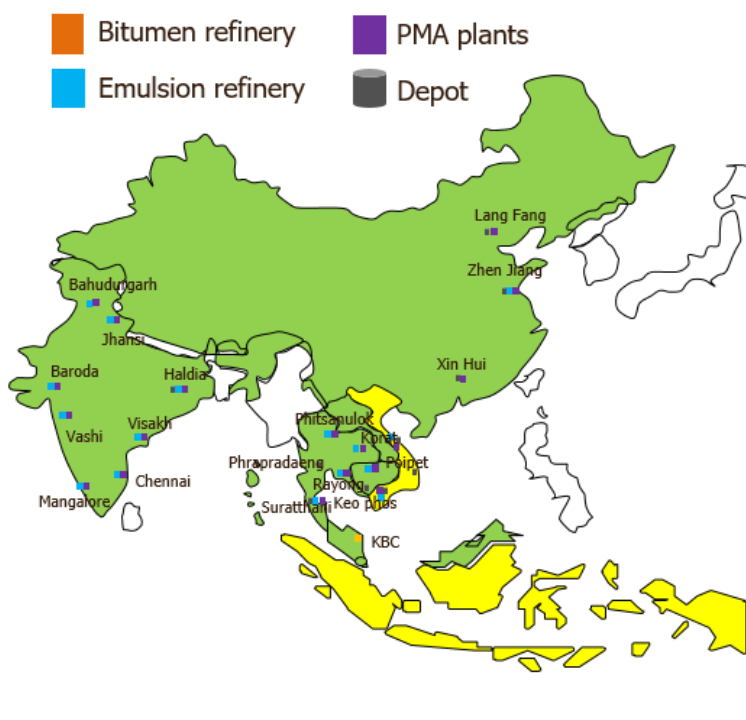 Bitumen refinery
PMA plants
Emulsion refinery
Depot
Lang Fang
Zhen Jiang
Bahudurgarh
Jhansi
Xin Hui
Baroda
Haldia
Phitsanulok
Visakh
Vashi
Korat
Phrapradaeng
Poipet
Chennai
Rayong
Mangalore
Suratthani
Keo phos
KBC